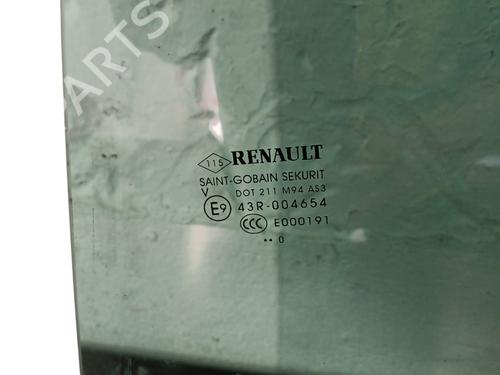 PARTS
115 RENAULT
SAINT-GOBAIN SEKURIT
V DOT 211 M94 AS3
E9 43R-004654
CCC E000191
** 0